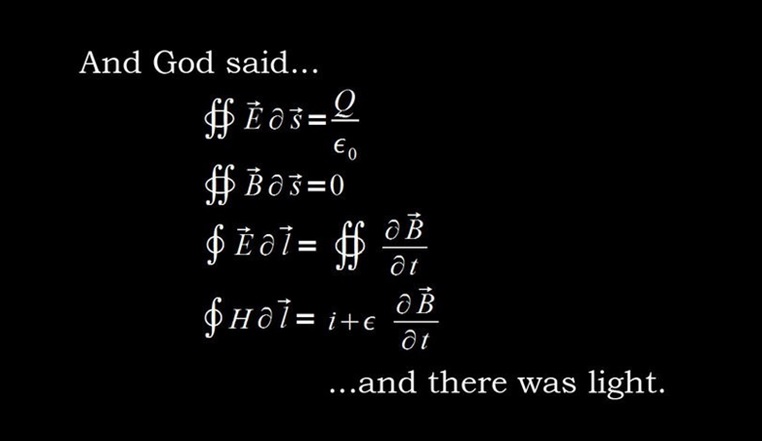 And God said...
∯ E⃗ ∂s⃗ = Q/ϵ₀
∯ B⃗ ∂s⃗ = 0
∮ E⃗ ∂l⃗ = ∯ ∂B⃗/∂t
∮ H ∂l⃗ = i+ϵ ∂B⃗/∂t
...and there was light.